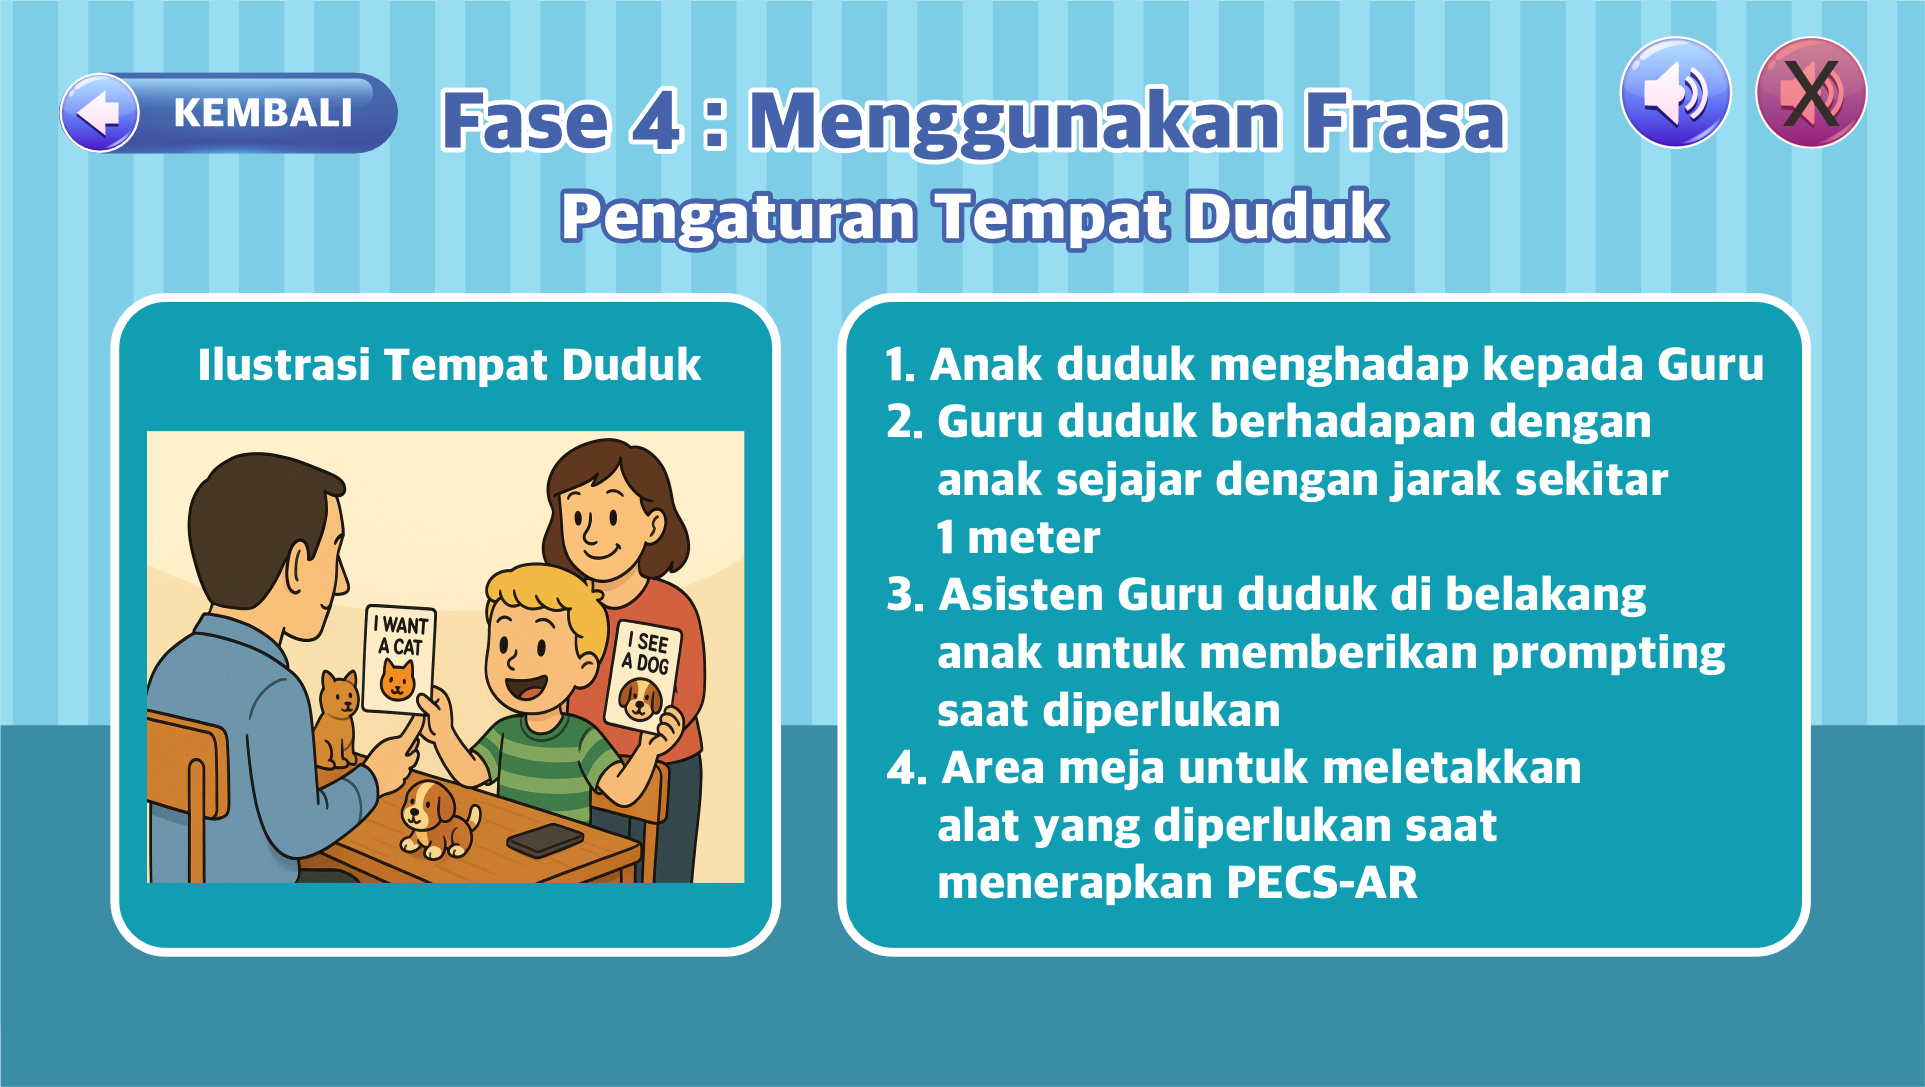 KEMBALI
Fase 4 : Menggunakan Frasa
Pengaturan Tempat Duduk
Ilustrasi Tempat Duduk
I WANT
A CAT
I SEE
A DOG
1. Anak duduk menghadap kepada Guru
2. Guru duduk berhadapan dengan
anak sejajar dengan jarak sekitar
1 meter
3. Asisten Guru duduk di belakang
anak untuk memberikan prompting
saat diperlukan
4. Area meja untuk meletakkan
alat yang diperlukan saat
menerapkan PECS-AR
X